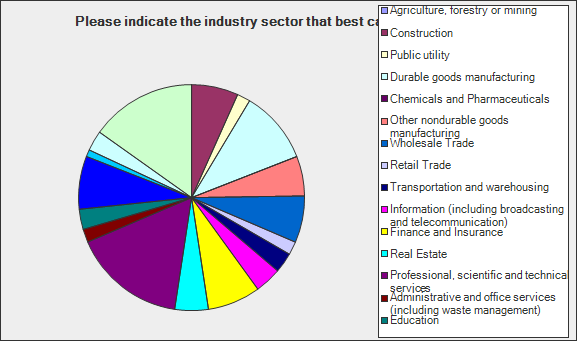 Please indicate the industry sector that best ca
Agriculture, forestry or mining
Construction
Public utility
Durable goods manufacturing
Chemicals and Pharmaceuticals
Other nondurable goods
manufacturing
Wholesale Trade
Retail Trade
Transportation and warehousing
Information (including broadcasting
and telecommunication)
Finance and Insurance
Real Estate
Professional, scientific and technical
services
Administrative and office services
(including waste management)
Education